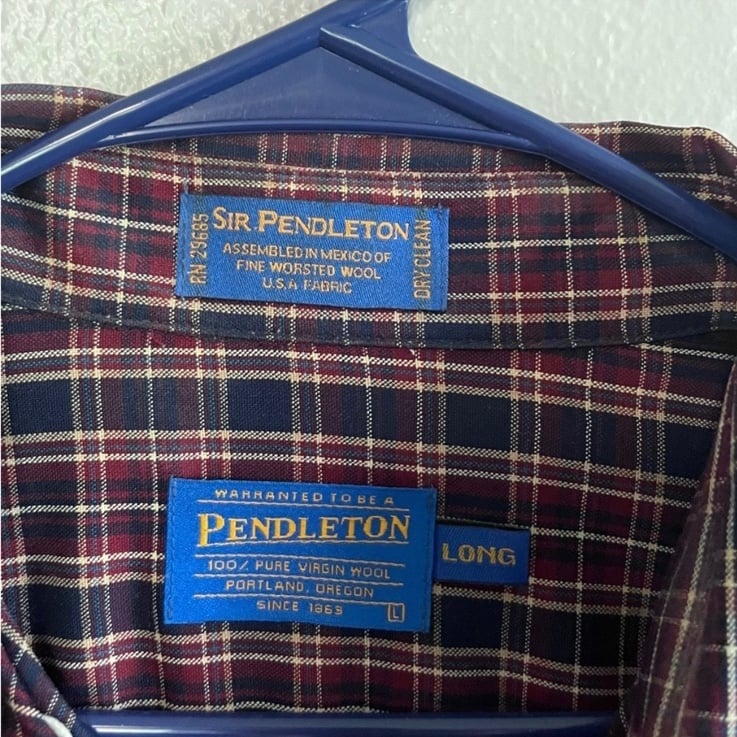 RN 29685
SIR PENDLETON
ASSEMBLED IN MEXICO OF
FINE WORSTED WOOL
U.S.A FABRIC
DRY CLEAN
WARRANTED TO BE A
PENDLETON
100% PURE VIRGIN WOOL
PORTLAND, OREGON
SINCE 1863
L
LONG